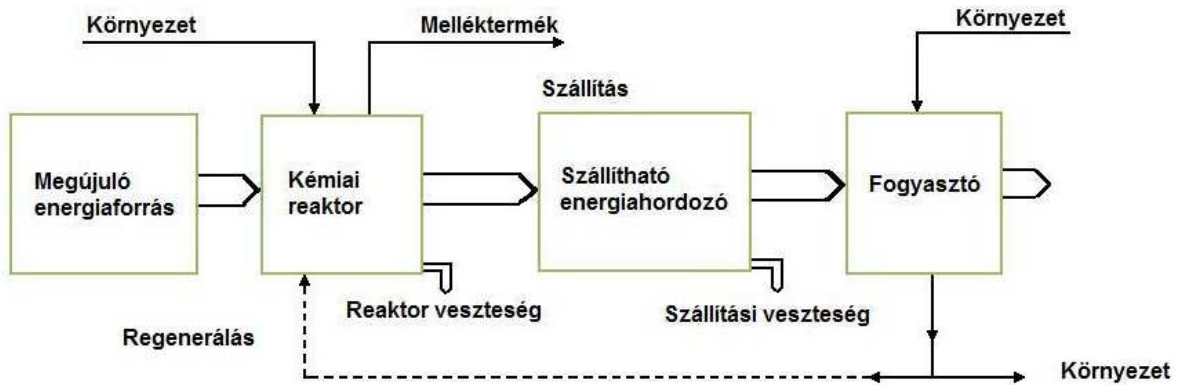 Környezet
Melléktermék
Környezet
Szállítás
Megújuló
energiaforrás
Kémiai
reaktor
Szállítható
energiahordozó
Fogyasztó
Reaktor veszteség
Szállítási veszteség
Regenerálás
Környezet